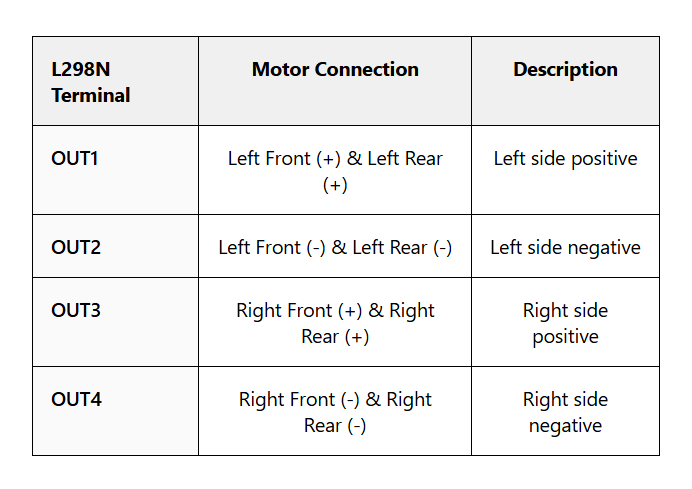 L298N Terminal
Motor Connection
Description
OUT1
Left Front (+) & Left Rear
(+)
Left side positive
OUT2
Left Front (-) & Left Rear (-)
Left side negative
OUT3
Right Front (+) & Right
Rear (+)
Right side
positive
OUT4
Right Front (-) & Right
Rear (-)
Right side
negative